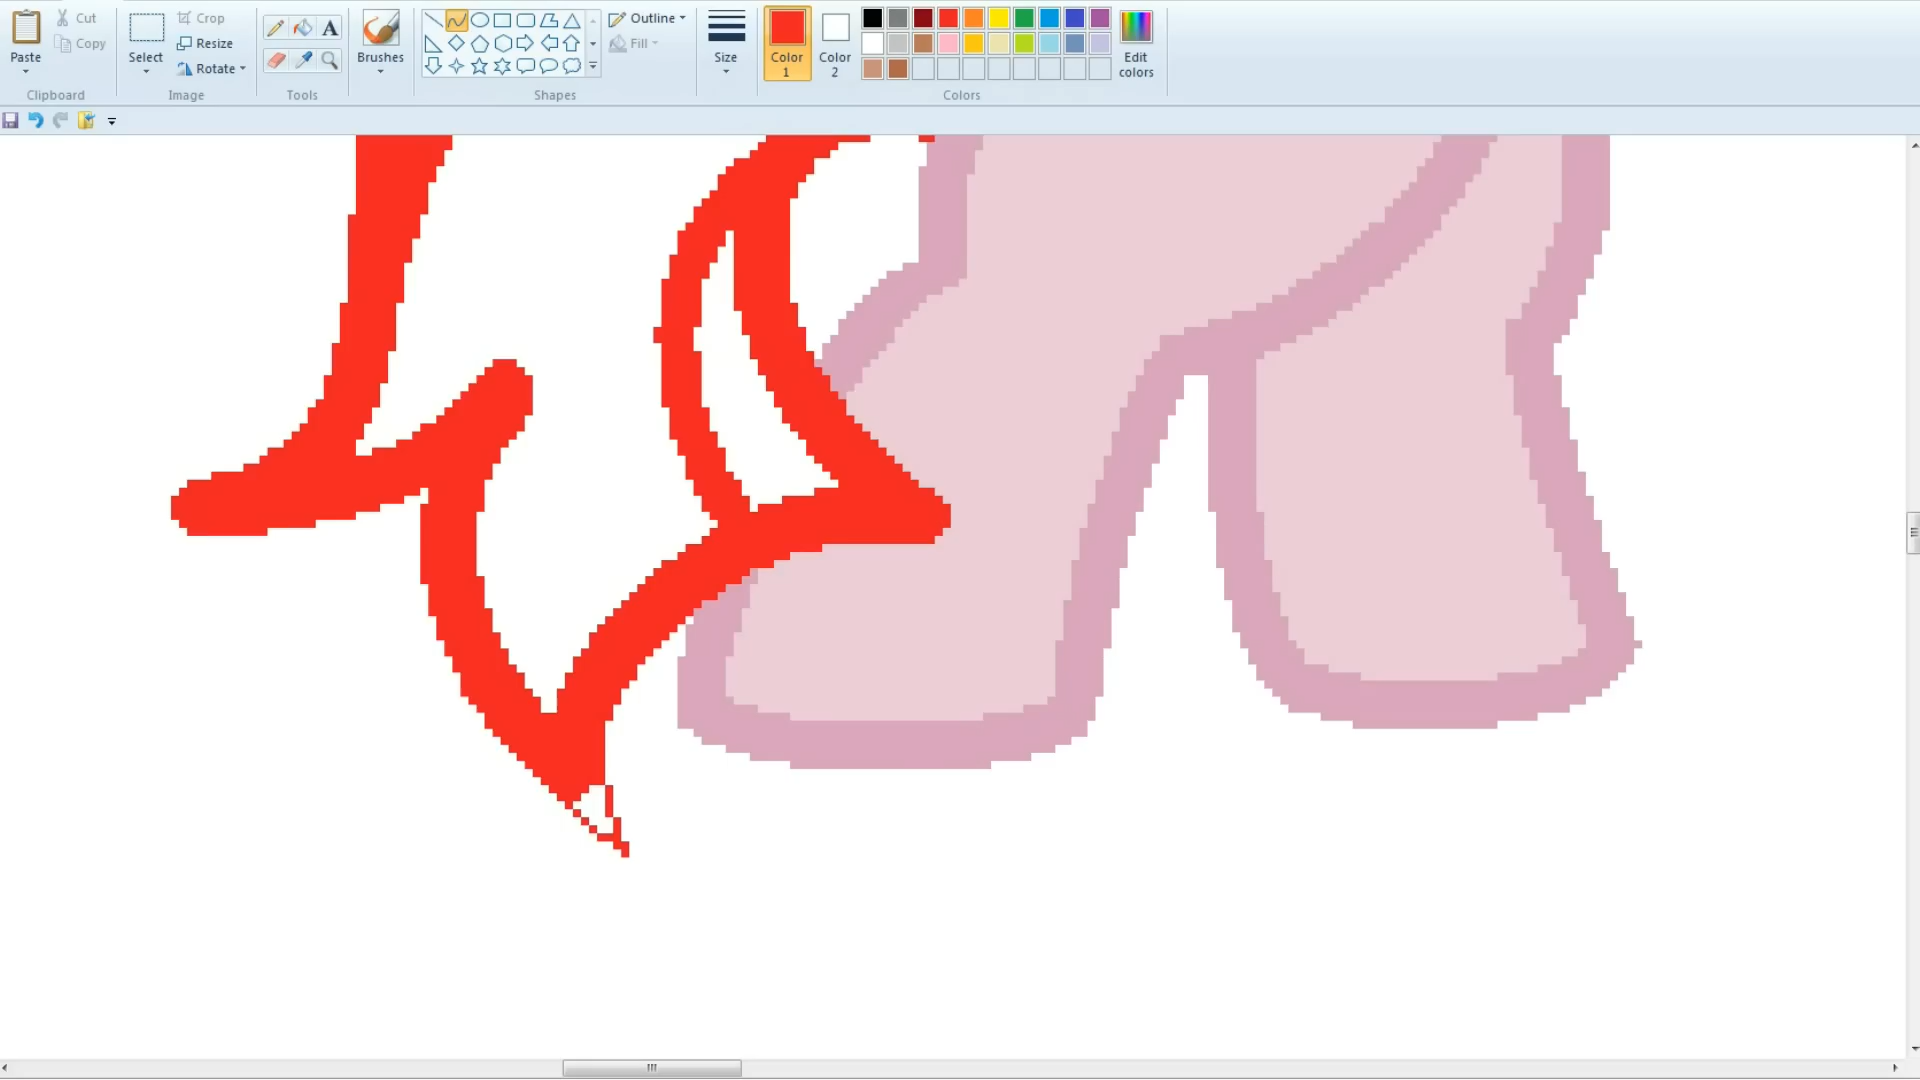 Paste
Cut
Copy
Clipboard
Select
Crop
Resize
Rotate
Image
A
Tools
Brushes
Shapes
Outline
Fill
Size
Color
1
Color
2
Colors
Edit
colors